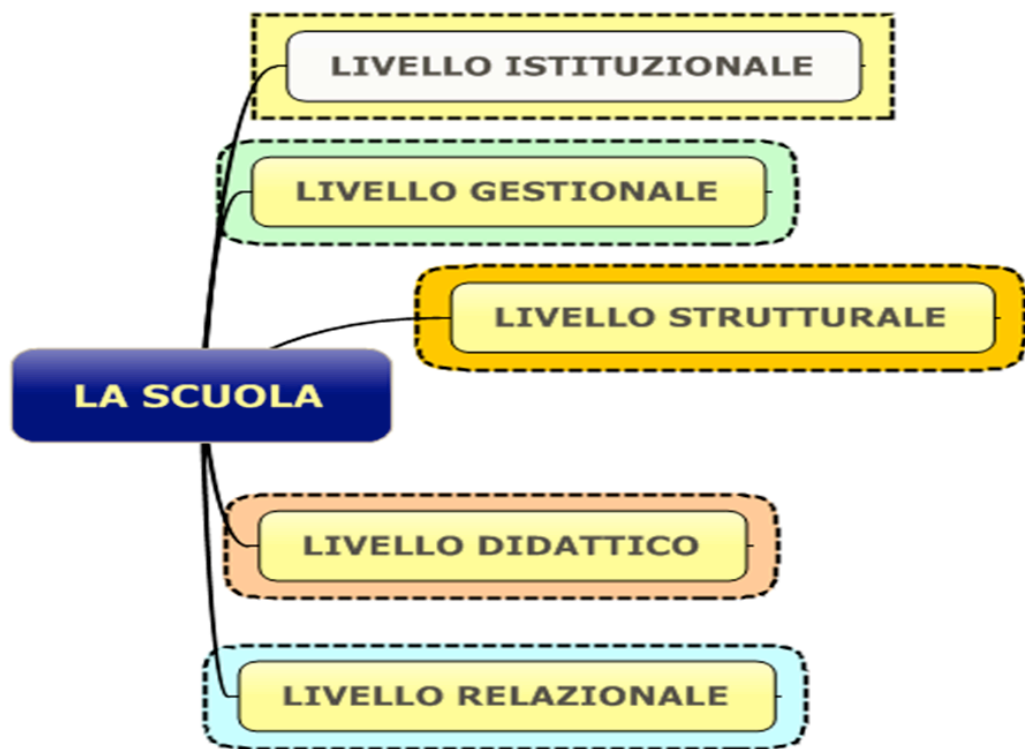 LIVELLO ISTITUZIONALE
LIVELLO GESTIONALE
LIVELLO STRUTTURALE
LA SCUOLA
LIVELLO DIDATTICO
LIVELLO RELAZIONALE